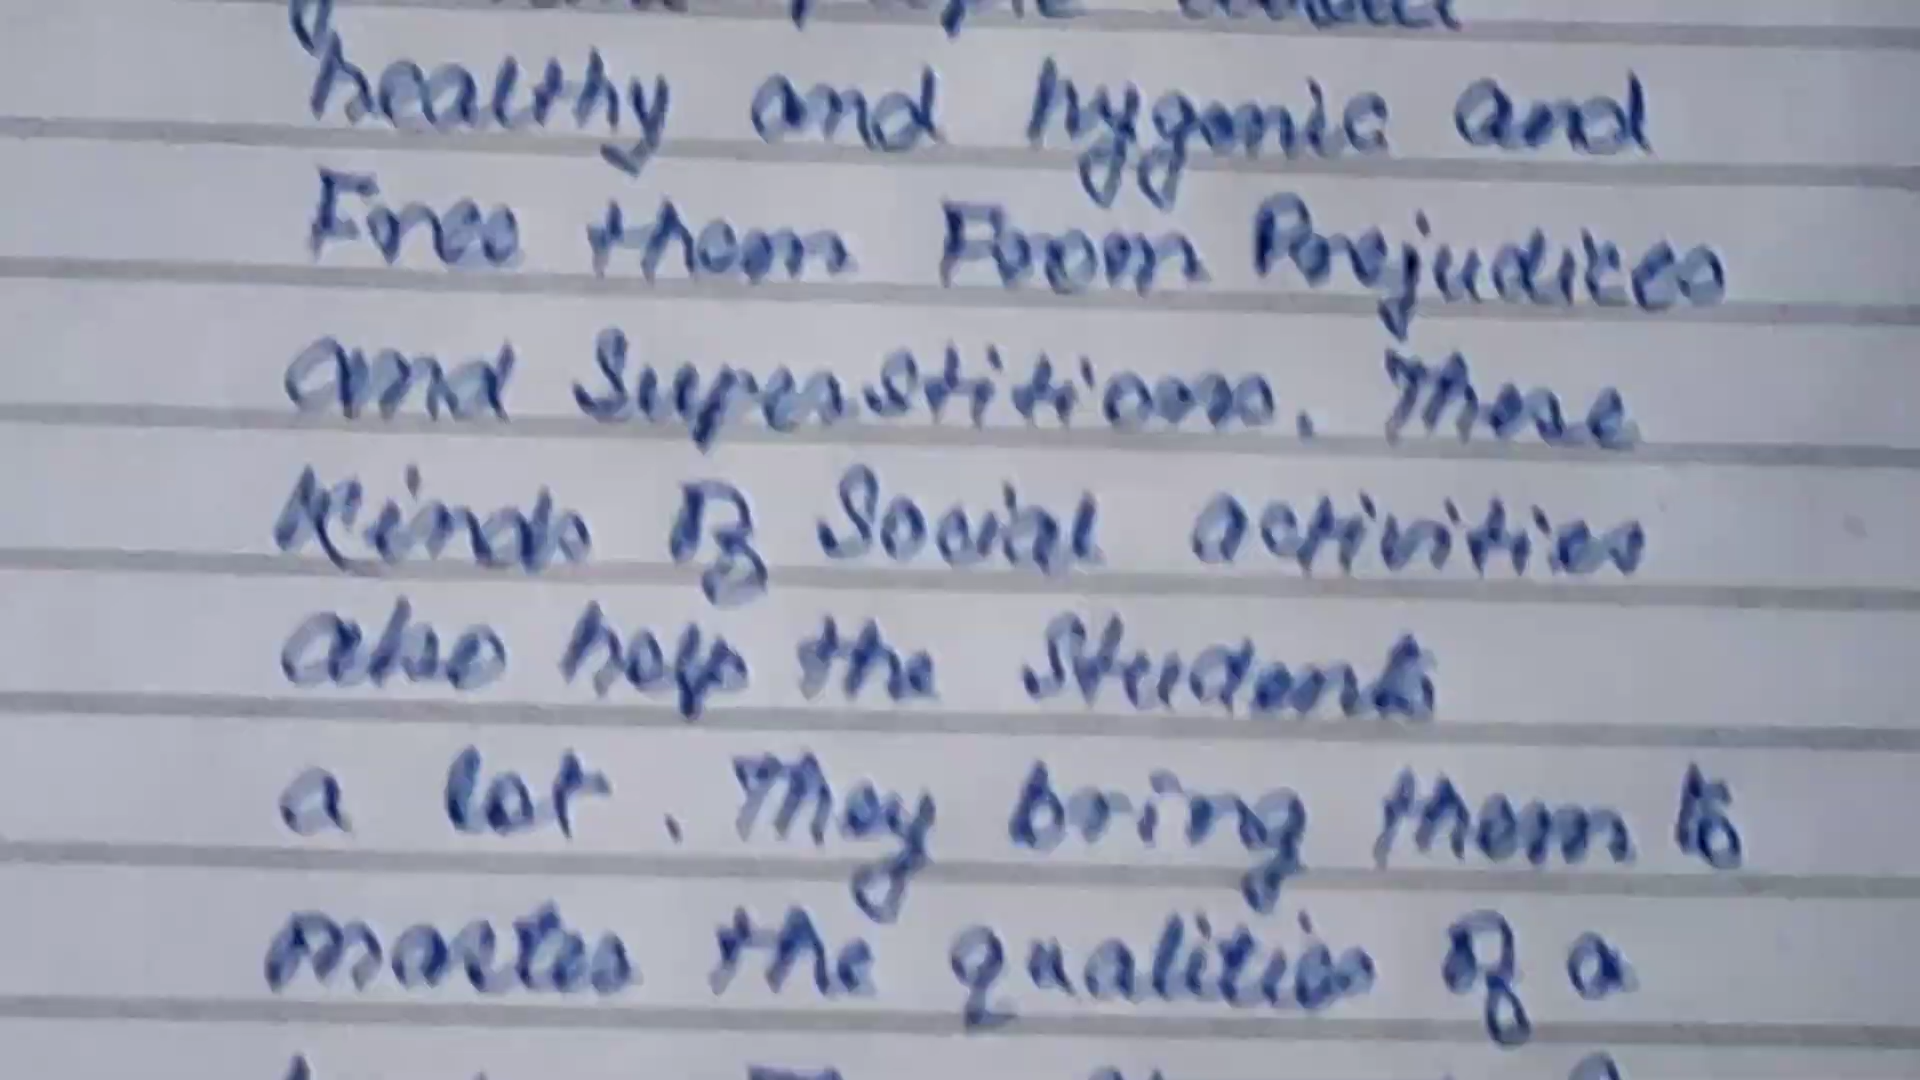 healthy and hygenic and
Free them From Prejudices
and Superstitions. These
Kinds of Social activities
also help the Students
a lot. They bring them to
master the qualities of a